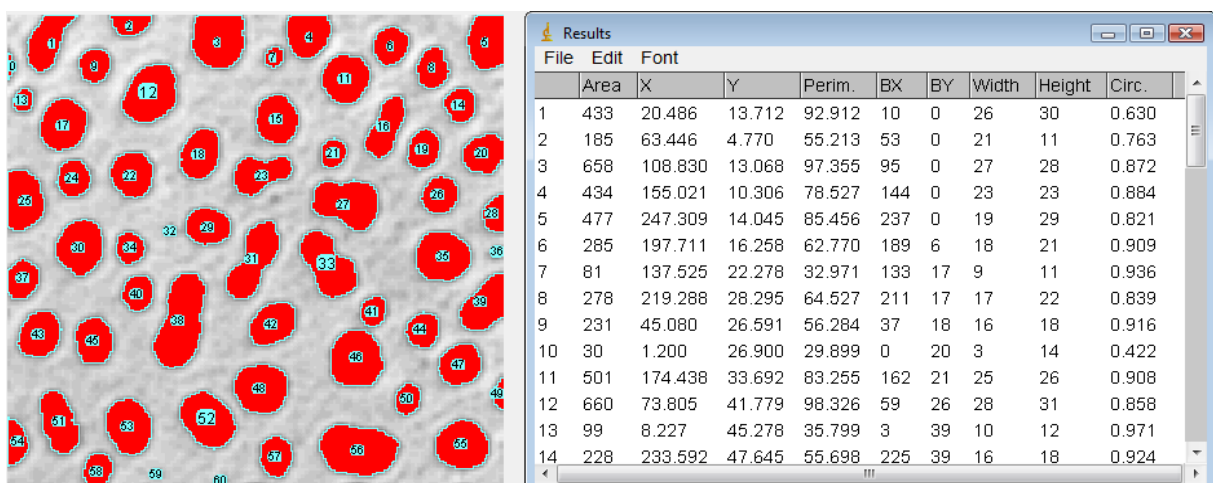 Results
File Edit Font
Area X Y Perim. BX BY Width Height Circ.
1 433 20.486 13.712 92.912 10 0 26 30 0.630
2 185 63.446 4.770 55.213 53 0 21 11 0.763
3 658 108.830 13.068 97.355 95 0 27 28 0.872
4 434 155.021 10.306 78.527 144 0 23 23 0.884
5 477 247.309 14.045 85.456 237 0 19 29 0.821
6 285 197.711 16.258 62.770 189 6 18 21 0.909
7 81 137.525 22.278 32.971 133 17 9 11 0.936
8 278 219.288 28.295 64.527 211 17 17 22 0.839
9 231 45.080 26.591 56.284 37 18 16 18 0.916
10 30 1.200 26.900 29.899 0 20 3 14 0.422
11 501 174.438 33.692 83.255 162 21 25 26 0.908
12 660 73.805 41.779 98.326 59 26 28 31 0.858
13 99 8.227 45.278 35.799 3 39 10 12 0.971
14 228 233.592 47.645 55.698 225 39 16 18 0.924
2
1 3 4 6 5
9 7 8
12 11
13 14
17 15 16
18 21 19 20
24 22 23
25 27 26
32 29 28
30 34 31 33 35 36
37
40 39
38 42 41
43 45 44
46 47
48 50 49
51 53 52
54 56 55
57
58 59 60